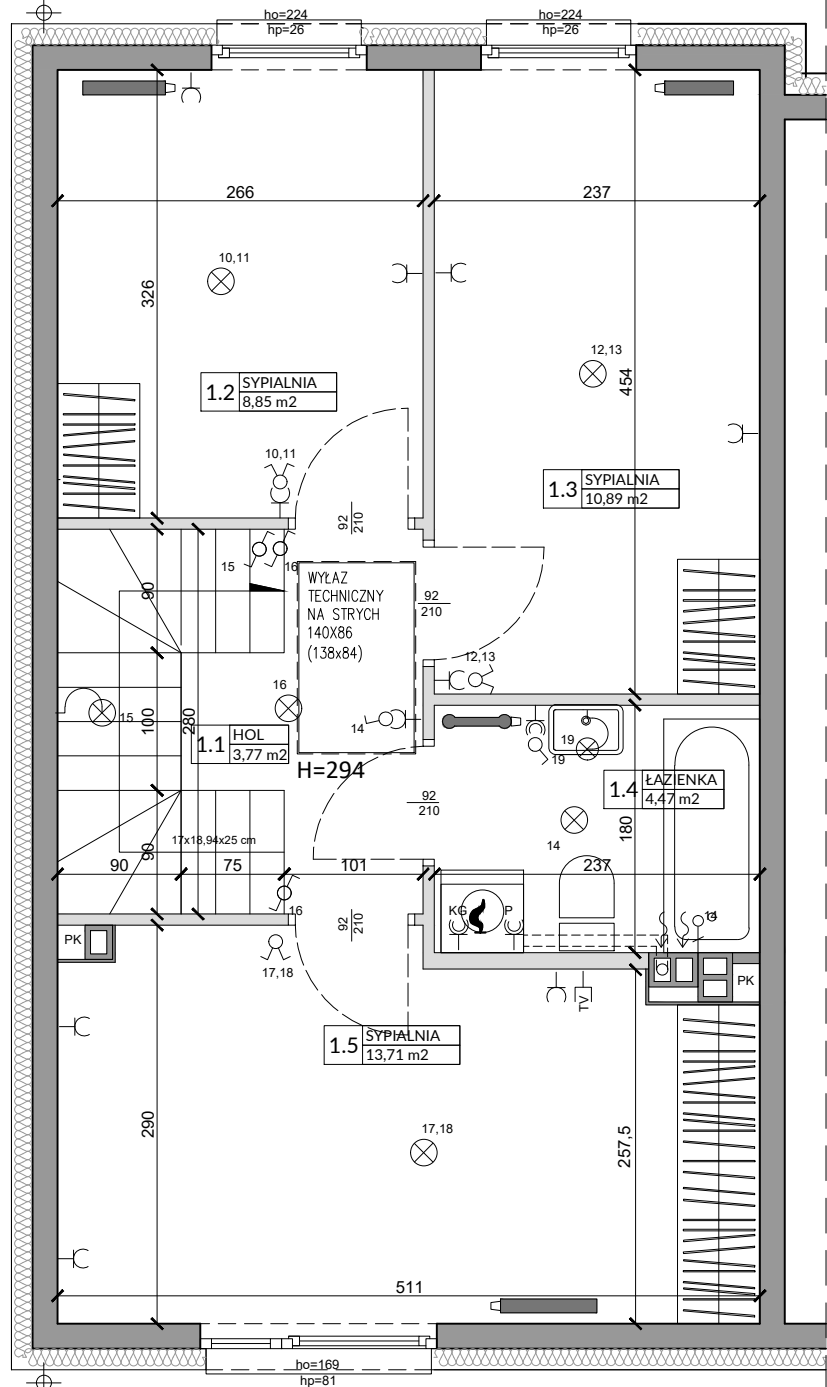 ho=224
hp=26
ho=224
hp=26
266
237
10,11
326
12,13
454
1.2 SYPIALNIA
8,85 m2
10,11
1.3 SYPIALNIA
10,89 m2
92
210
15
16
90
WYŁAZ
TECHNICZNY
NA STRYCH
140X86
(138x84)
92
210
12,13
16
15
100
280
14
1.1 HOL
3,77 m2
H=294
19
19
1.4 ŁAZIENKA
4,47 m2
92
210
180
14
17x18,94x25 cm
90
90
75
101
237
16
KG
P
14
92
210
PK
17,18
PK
TV
1.5 SYPIALNIA
13,71 m2
290
17,18
257,5
511
ho=169
hp=81